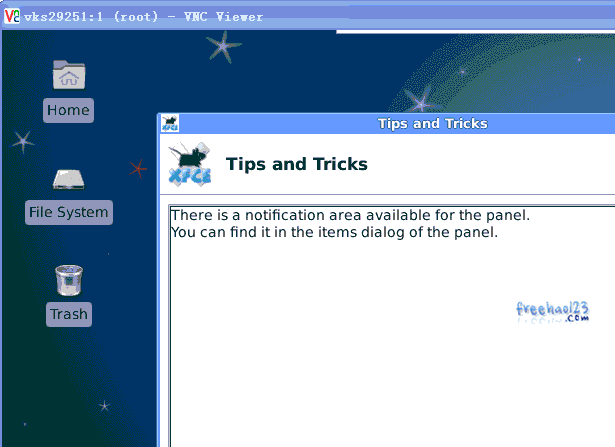 vks29251:1 (root) - VNC Viewer
Home
File System
Trash
Tips and Tricks
XFCE
Tips and Tricks
There is a notification area available for the panel.
You can find it in the items dialog of the panel.
freehao123
.com